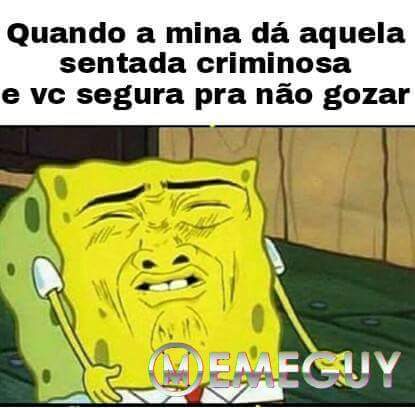 Quando a mina dá aquela
sentada criminosa
e vc segura pra não gozar
MEMEGUY